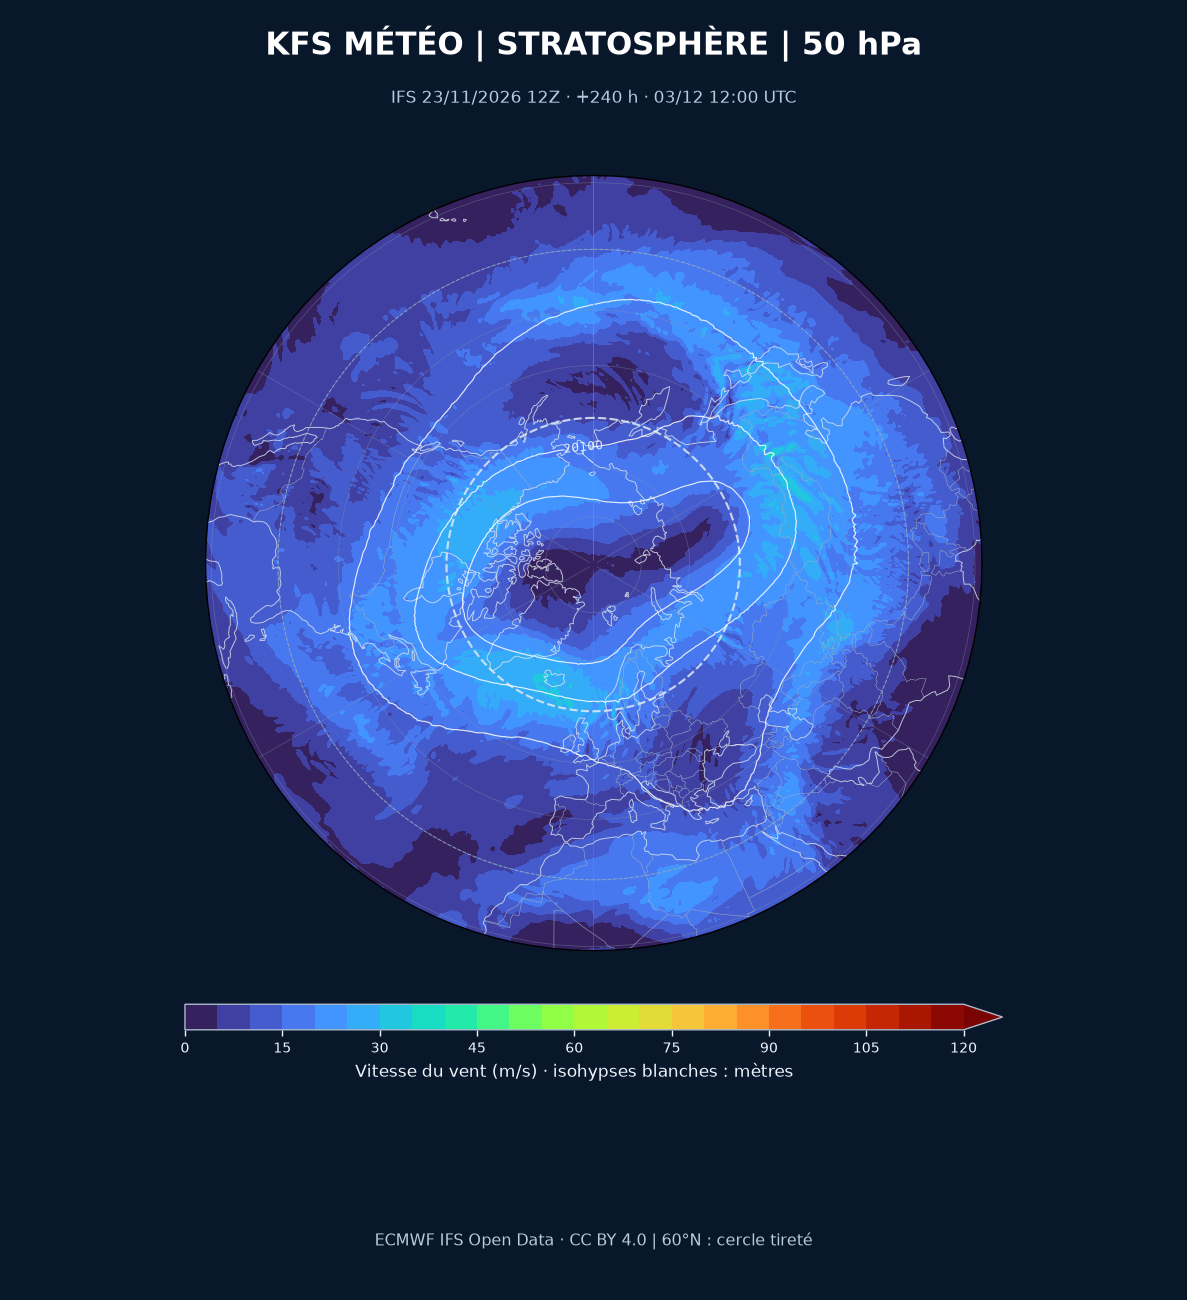 KFS MÉTÉO | STRATOSPHÈRE | 50 hPa
IFS 23/11/2026 12Z · +240 h · 03/12 12:00 UTC
20100
0 15 30 45 60 75 90 105 120
Vitesse du vent (m/s) · isohypses blanches : mètres
ECMWF IFS Open Data · CC BY 4.0 | 60°N : cercle tireté